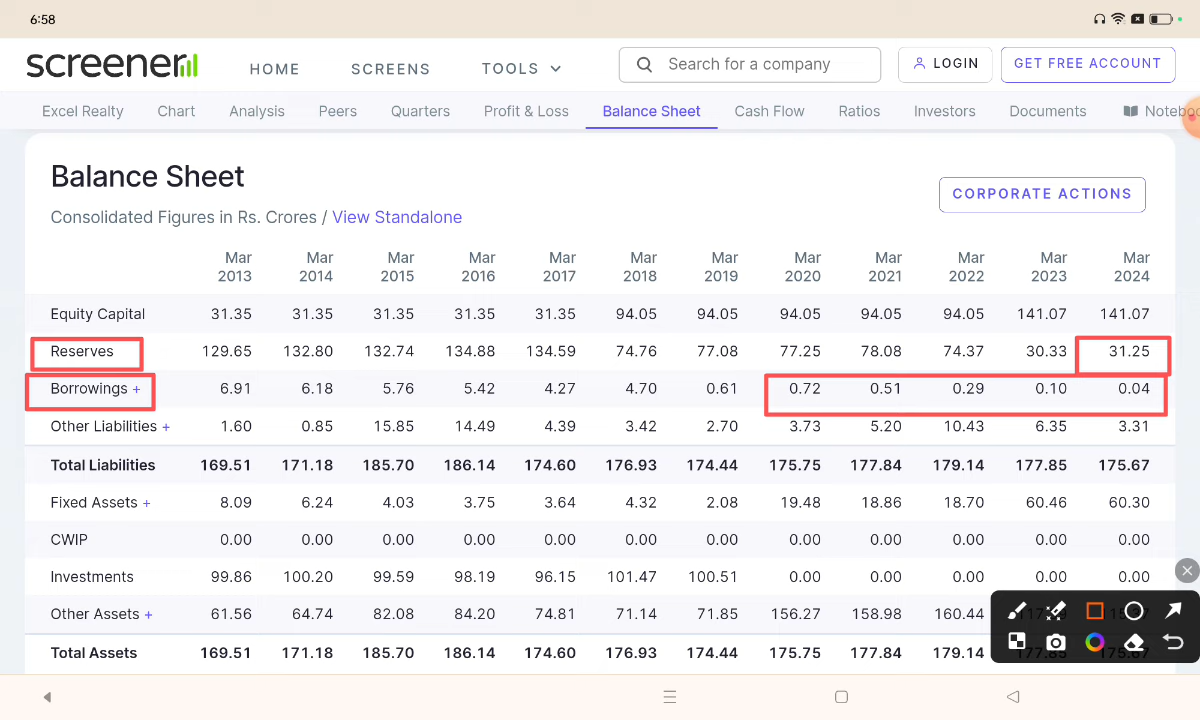 6:58
screener
HOME SCREENS TOOLS Search for a company LOGIN GET FREE ACCOUNT
Excel Realty Chart Analysis Peers Quarters Profit & Loss Balance Sheet Cash Flow Ratios Investors Documents Notebo
Balance Sheet
CORPORATE ACTIONS
Consolidated Figures in Rs. Crores / View Standalone
Mar 2013 Mar 2014 Mar 2015 Mar 2016 Mar 2017 Mar 2018 Mar 2019 Mar 2020 Mar 2021 Mar 2022 Mar 2023 Mar 2024
Equity Capital 31.35 31.35 31.35 31.35 31.35 94.05 94.05 94.05 94.05 94.05 141.07 141.07
Reserves 129.65 132.80 132.74 134.88 134.59 74.76 77.08 77.25 78.08 74.37 30.33 31.25
Borrowings + 6.91 6.18 5.76 5.42 4.27 4.70 0.61 0.72 0.51 0.29 0.10 0.04
Other Liabilities + 1.60 0.85 15.85 14.49 4.39 3.42 2.70 3.73 5.20 10.43 6.35 3.31
Total Liabilities 169.51 171.18 185.70 186.14 174.60 176.93 174.44 175.75 177.84 179.14 177.85 175.67
Fixed Assets + 8.09 6.24 4.03 3.75 3.64 4.32 2.08 19.48 18.86 18.70 60.46 60.30
CWIP 0.00 0.00 0.00 0.00 0.00 0.00 0.00 0.00 0.00 0.00 0.00 0.00
Investments 99.86 100.20 99.59 98.19 96.15 101.47 100.51 0.00 0.00 0.00 0.00 0.00
Other Assets + 61.56 64.74 82.08 84.20 74.81 71.14 71.85 156.27 158.98 160.44
Total Assets 169.51 171.18 185.70 186.14 174.60 176.93 174.44 175.75 177.84 179.14 177.85 175.67